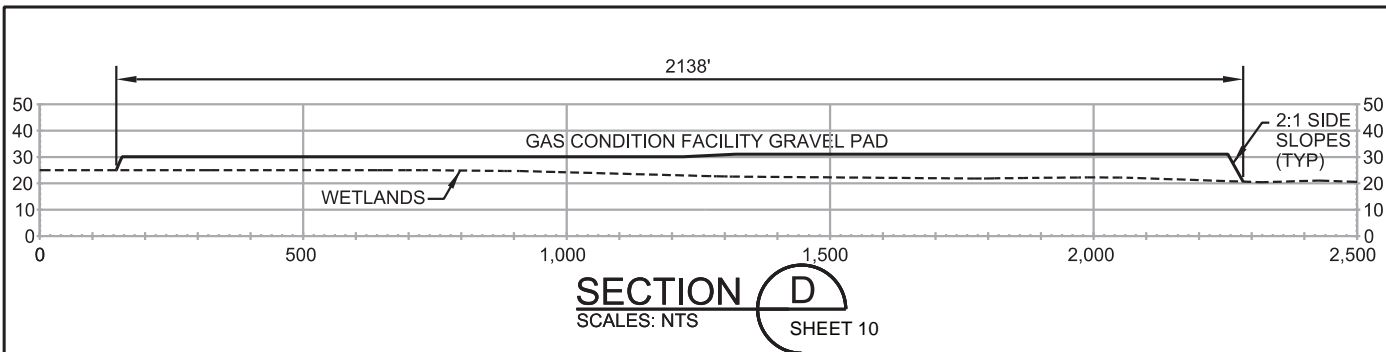 2138'
50
40
30
20
10
0
GAS CONDITION FACILITY GRAVEL PAD
WETLANDS
2:1 SIDE
SLOPES
(TYP)
50
40
30
20
10
0
0 500 1,000 1,500 2,000 2,500
SECTION D
SCALES: NTS
SHEET 10